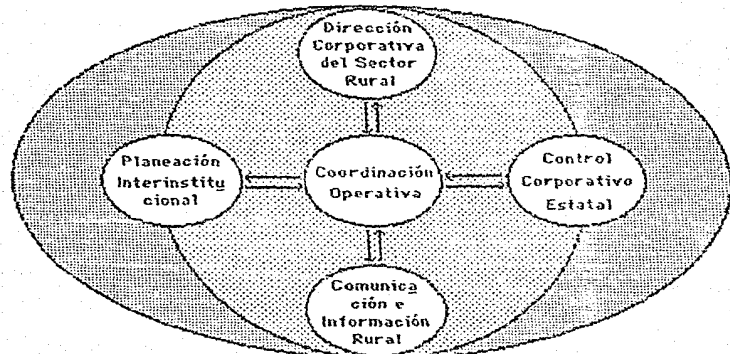 Dirección
Corporativa
del Sector
Rural
Planeación
Interinstitu
cional
Coordinación
Operativa
Control
Corporativo
Estatal
Comunica
ción e
Información
Rural